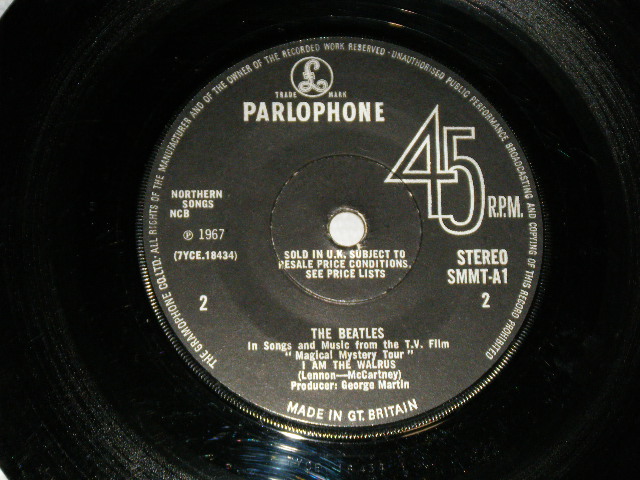 THE GRAMOPHONE CO. LTD. · ALL RIGHTS OF THE MANUFACTURER AND OF THE OWNER OF THE RECORDED WORK RESERVED · UNAUTHORISED PUBLIC PERFORMANCE BROADCASTING AND COPYING OF THIS RECORD PROHIBITED
£
TRADE MARK
PARLOPHONE
45 R.P.M.
NORTHERN
SONGS
NCB
℗ 1967
(7YCE.18434)
SOLD IN U.K. SUBJECT TO
RESALE PRICE CONDITIONS
SEE PRICE LISTS
STEREO
SMMT-A1
2
2
THE BEATLES
In Songs and Music from the T.V. Film
"Magical Mystery Tour"
I AM THE WALRUS
(Lennon—McCartney)
Producer: George Martin
MADE IN GT. BRITAIN